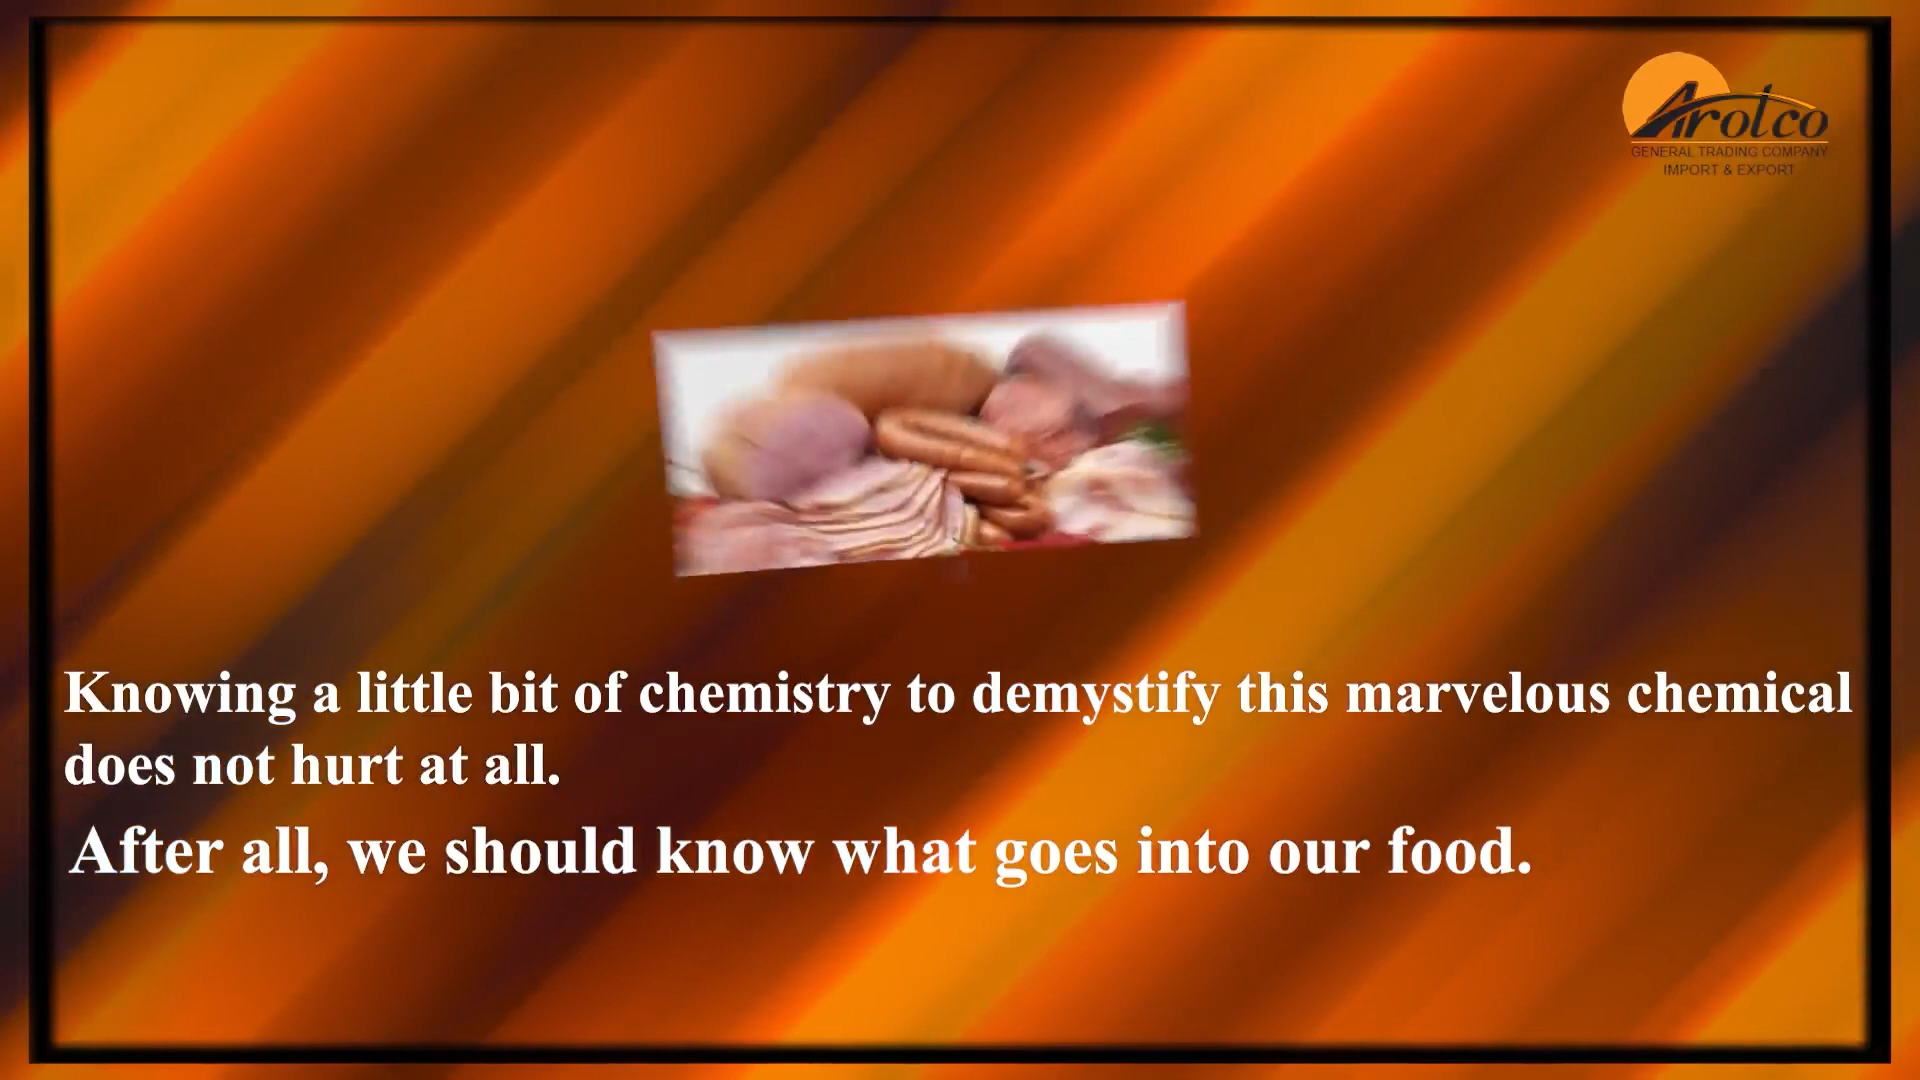 Arotco
GENERAL TRADING COMPANY
IMPORT & EXPORT
Knowing a little bit of chemistry to demystify this marvelous chemical
does not hurt at all.
After all, we should know what goes into our food.